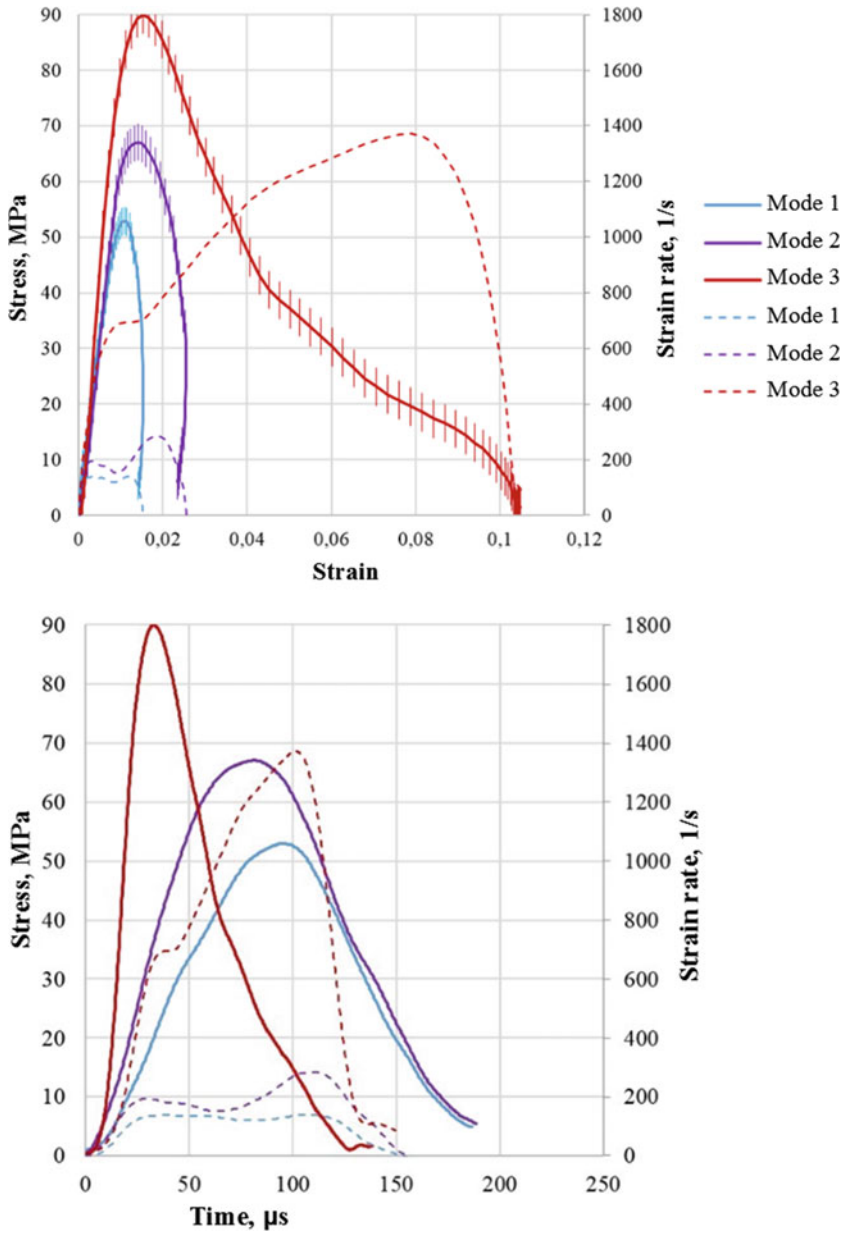 90
80
70
60
50
40
30
20
10
0
Stress, MPa
1800
1600
1400
1200
1000
800
600
400
200
0
Strain rate, 1/s
0 0,02 0,04 0,06 0,08 0,1 0,12
Strain
Mode 1
Mode 2
Mode 3
Mode 1
Mode 2
Mode 3
90
80
70
60
50
40
30
20
10
0
Stress, MPa
1800
1600
1400
1200
1000
800
600
400
200
0
Strain rate, 1/s
0 50 100 150 200 250
Time, µs